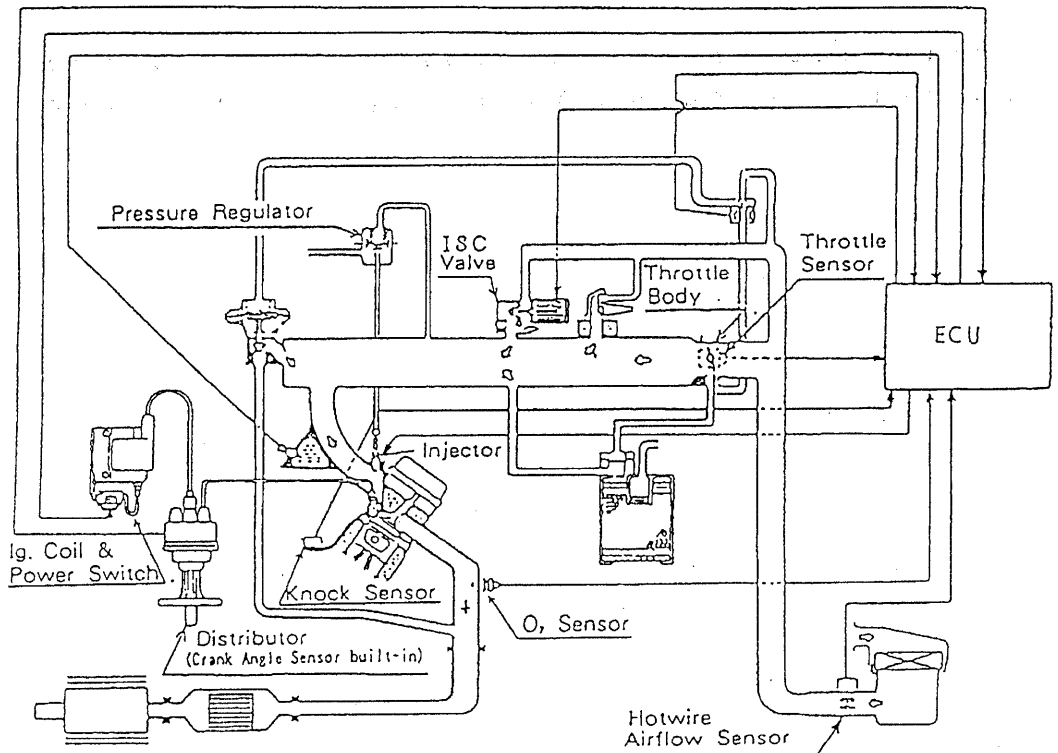 Pressure Regulator
ISC
Valve
Throttle
Body
Throttle
Sensor
ECU
Injector
Ig. Coil &
Power Switch
Knock Sensor
O, Sensor
Distributor
(Crank Angle Sensor built-in)
Hotwire
Airflow Sensor